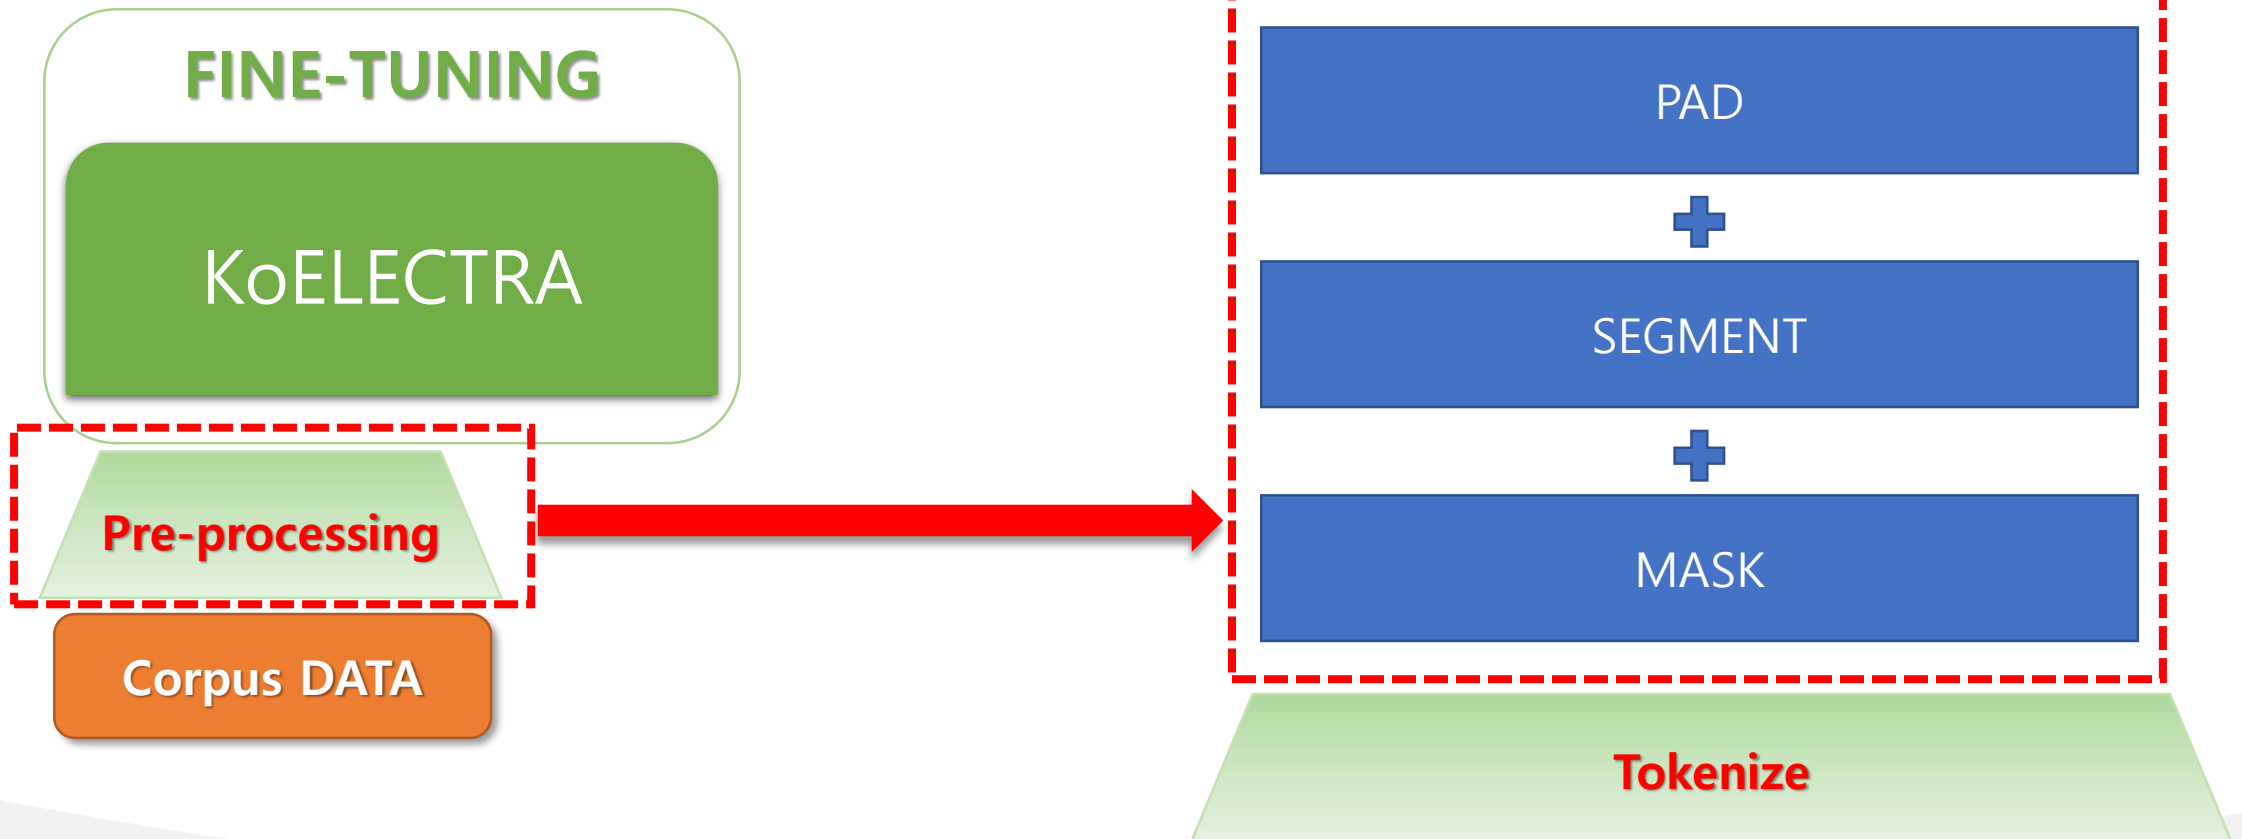 FINE-TUNING
KoELECTRA
Pre-processing
Corpus DATA
PAD
SEGMENT
MASK
Tokenize